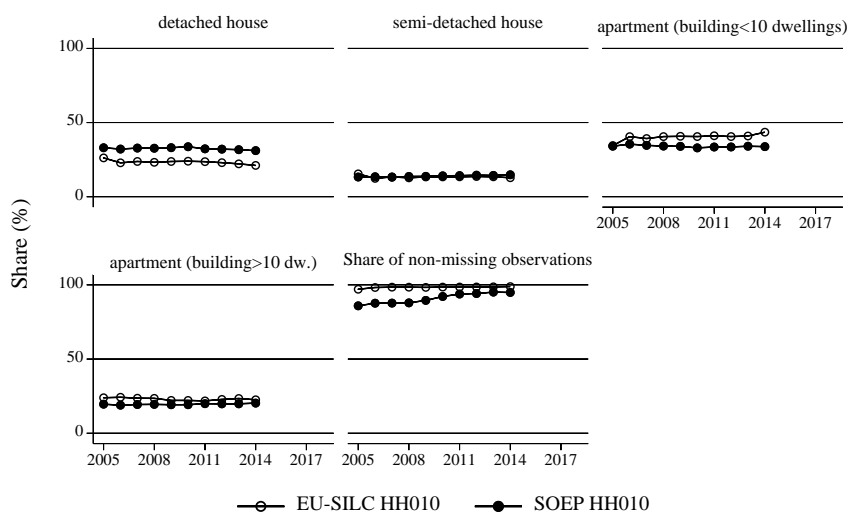 detached house
semi-detached house
apartment (building<10 dwellings)
100
50
0
2005 2008 2011 2014 2017
Share (%)
apartment (building>10 dw.)
Share of non-missing observations
100
50
0
2005 2008 2011 2014 2017
2005 2008 2011 2014 2017
EU-SILC HH010
SOEP HH010